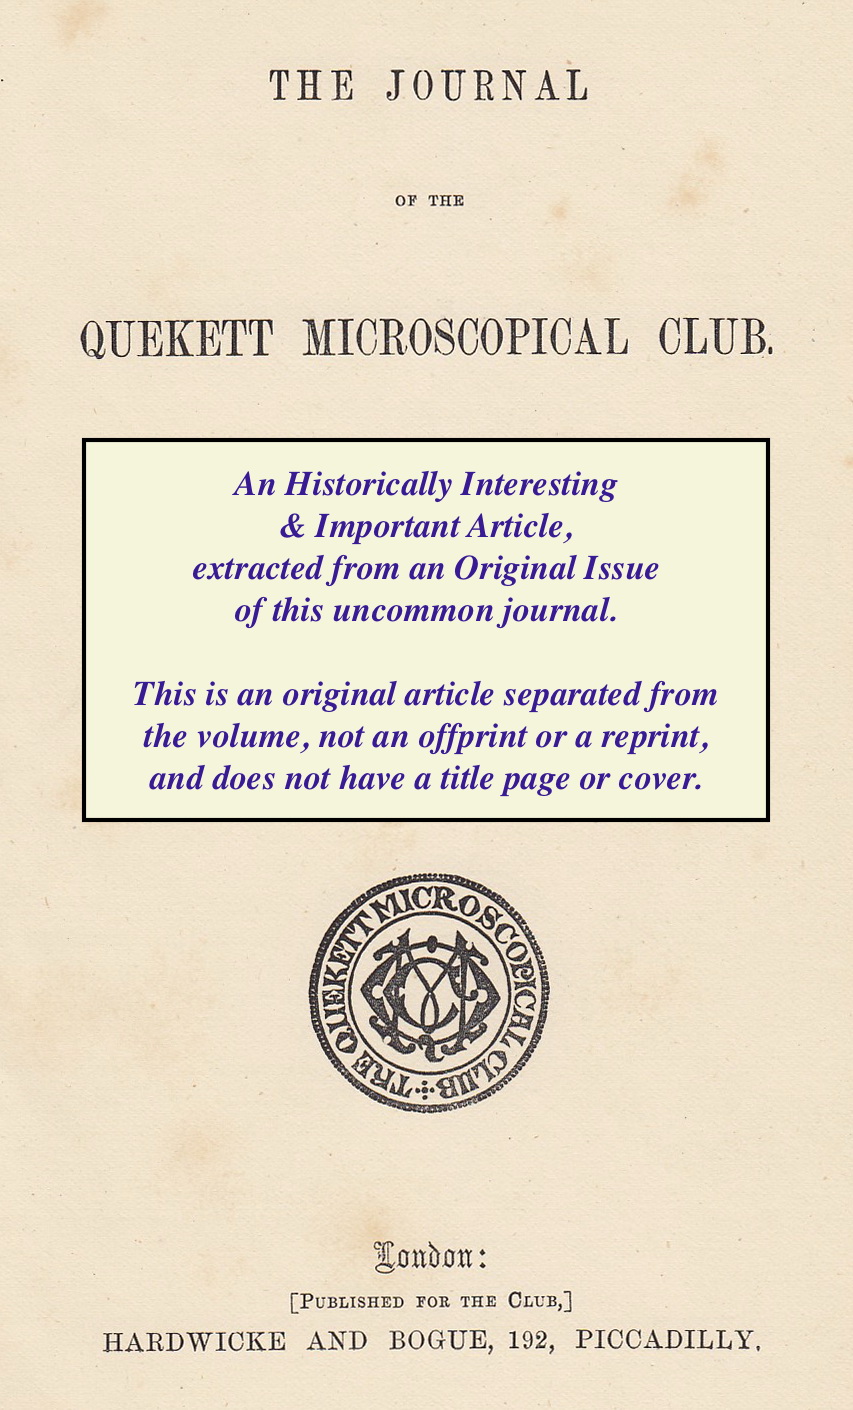 THE JOURNAL
OF THE
QUEKETT MICROSCOPICAL CLUB.
An Historically Interesting
& Important Article,
extracted from an Original Issue
of this uncommon journal.
This is an original article separated from
the volume, not an offprint or a reprint,
and does not have a title page or cover.
THE QUEKETT MICROSCOPICAL CLUB
London:
[PUBLISHED FOR THE CLUB,]
HARDWICKE AND BOGUE, 192, PICCADILLY.